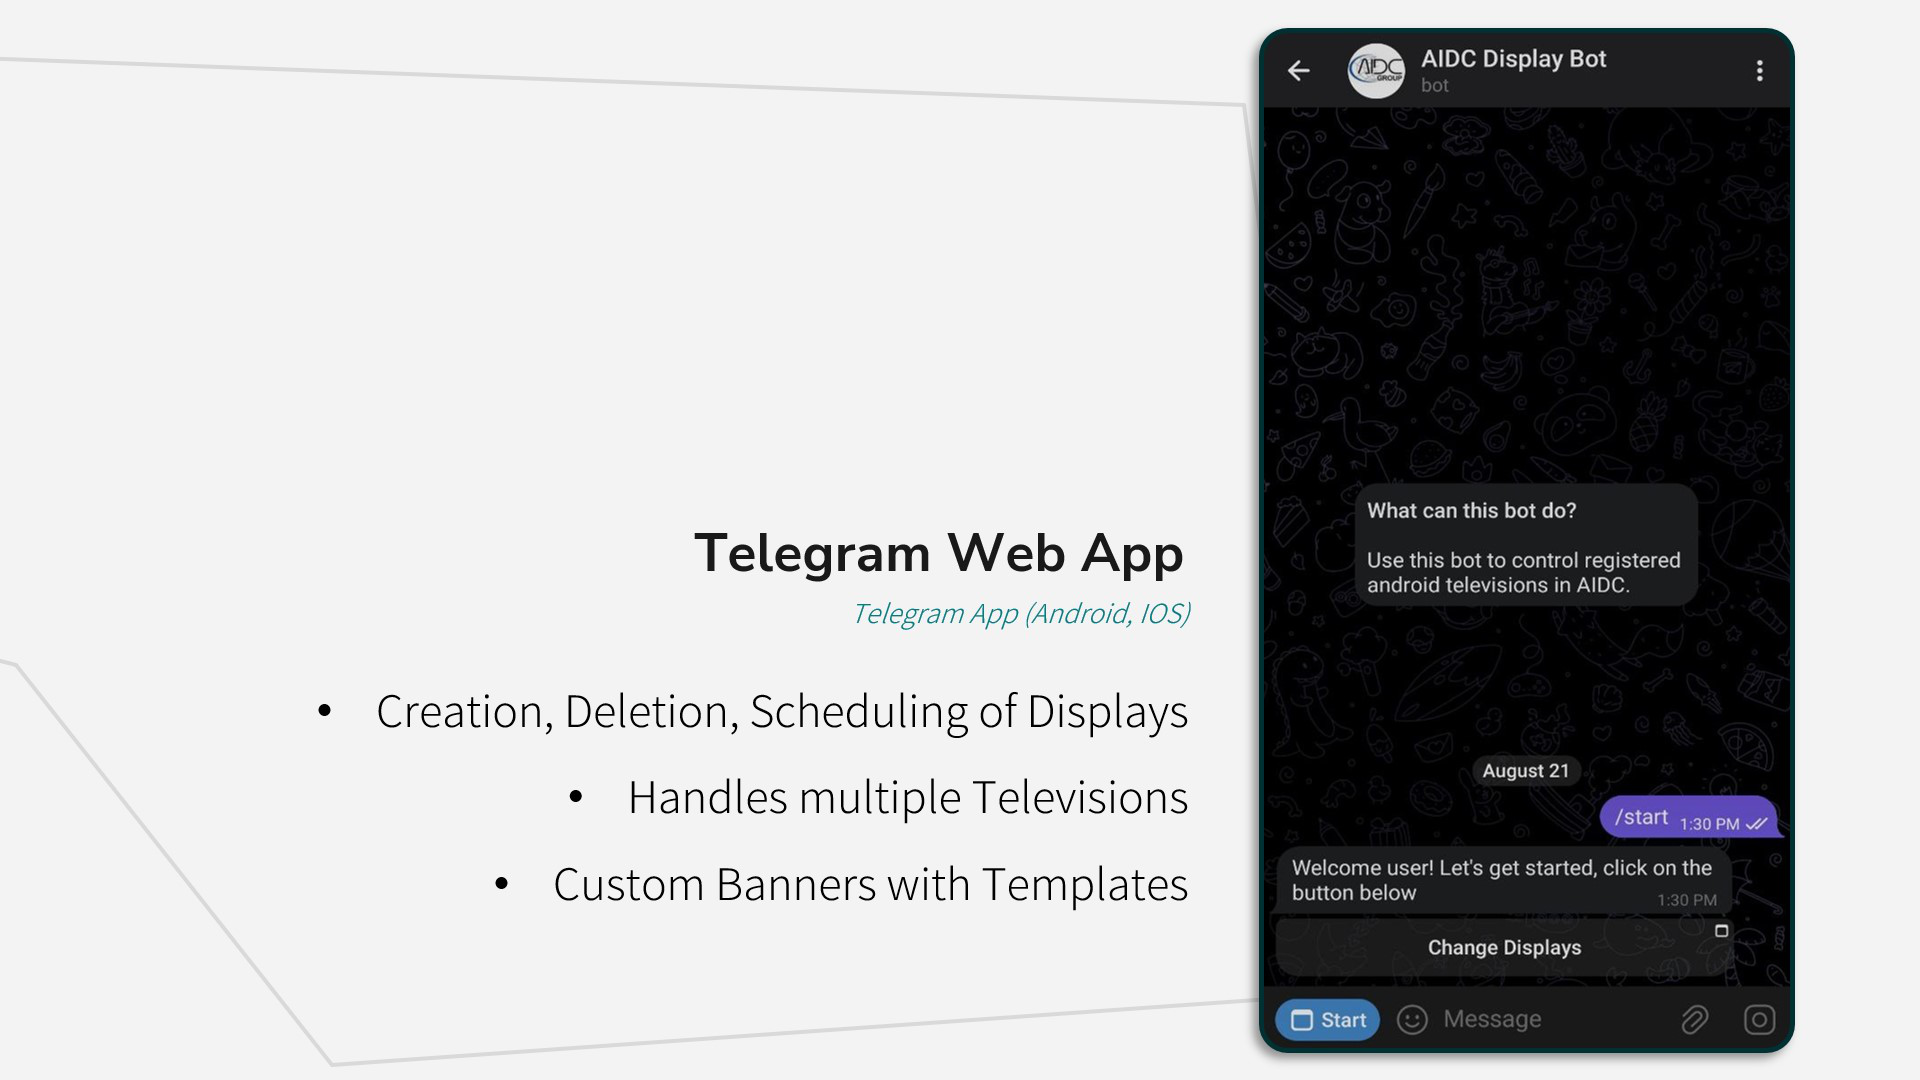 Telegram Web App
Telegram App (Android, IOS)
• Creation, Deletion, Scheduling of Displays
• Handles multiple Televisions
• Custom Banners with Templates
AIDC
GROUP
AIDC Display Bot
bot
What can this bot do?
Use this bot to control registered
android televisions in AIDC.
August 21
/start 1:30 PM
Welcome user! Let's get started, click on the
button below
1:30 PM
Change Displays
Start
Message